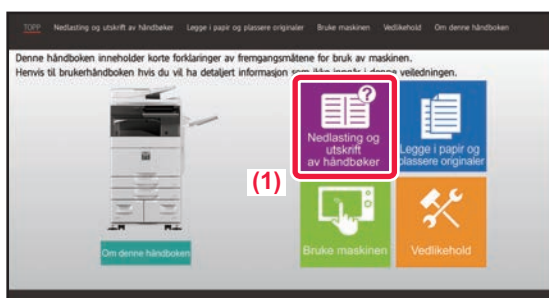 TOPP Nedlasting og utskrift av håndbøker Legge i papir og plassere originaler Bruke maskinen Vedlikehold Om denne håndboken
Denne håndboken inneholder korte forklaringer av fremgangsmåtene for bruk av maskinen.
Henvis til brukerhåndboken hvis du vil ha detaljert informasjon som ikke inngår i denne veiledningen.
Nedlasting og
utskrift
av håndbøker
Legge i papir og
plassere originaler
(1)
Om denne håndboken
Bruke maskinen
Vedlikehold